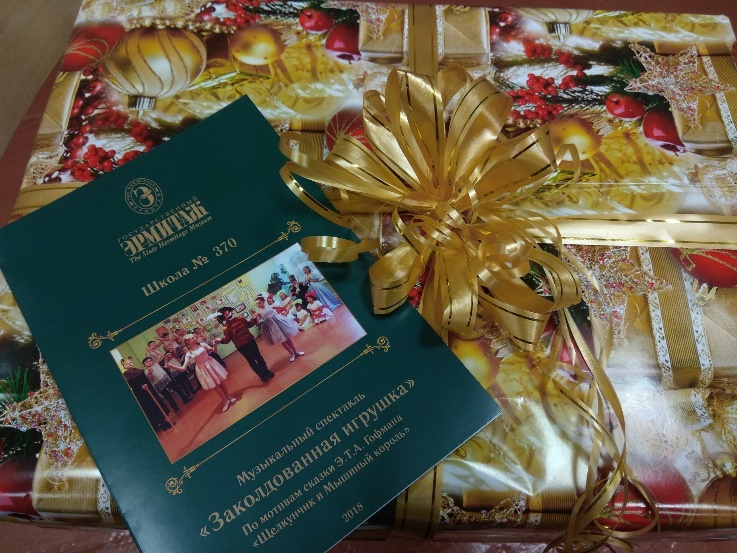 ГОСУДАРСТВЕННЫЙ
ЭРМИТАЖ
The State Hermitage Museum
Школа № 370
Музыкальный спектакль
«Заколдованная игрушка»
По мотивам сказки Э.Т.А. Гофмана
«Щелкунчик и Мышиный король»
2018